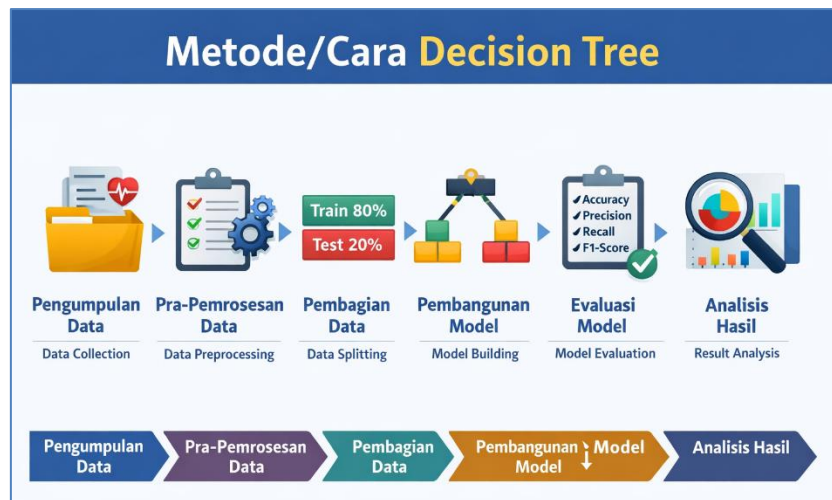 Metode/Cara Decision Tree
Train 80%
Test 20%
Accuracy
Precision
Recall
F1-Score
Pengumpulan
Data
Data Collection
Pra-Pemrosesan
Data
Data Preprocessing
Pembagian
Data
Data Splitting
Pembangunan
Model
Model Building
Evaluasi
Model
Model Evaluation
Analisis
Hasil
Result Analysis
Pengumpulan
Data
Pra-Pemrosesan
Data
Pembagian
Data
Pembangunan Model
Model
Analisis Hasil